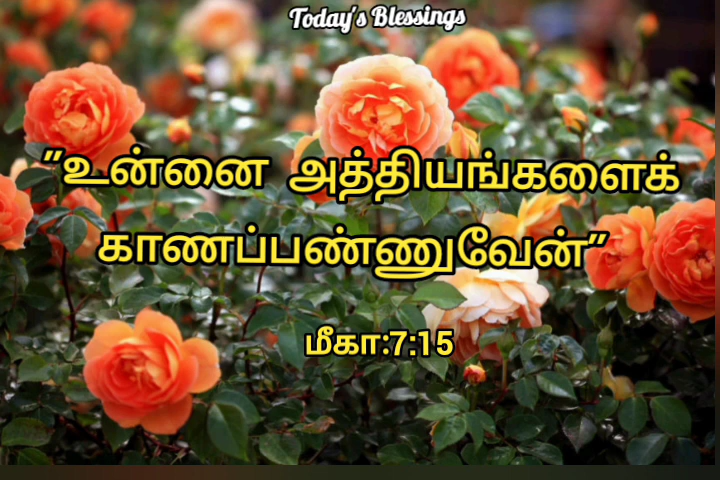 Today's Blessings
"உன்னை அத்தியங்களைக்
காணப்பண்ணுவேன்"
மீகா:7:15